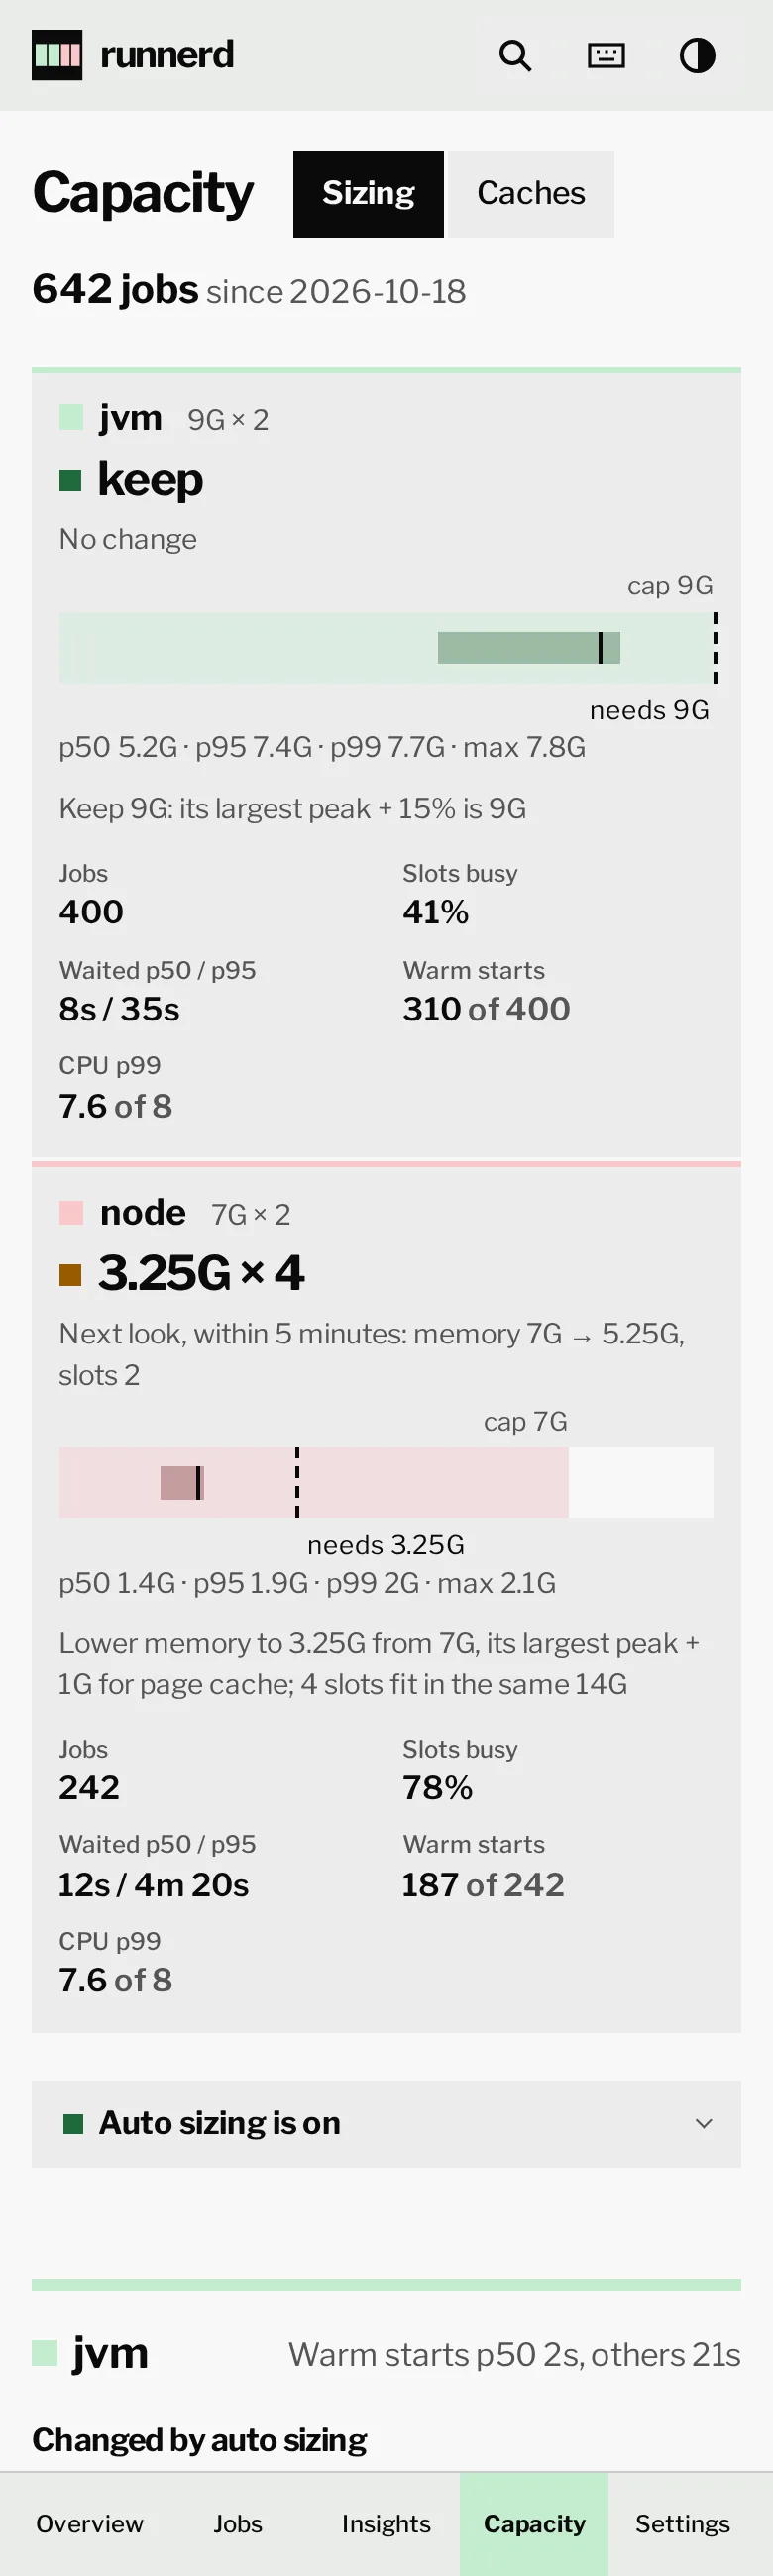 runnerd
Capacity
Sizing
Caches
642 jobs since 2026-10-18
jvm 9G × 2
keep
No change
cap 9G
needs 9G
p50 5.2G · p95 7.4G · p99 7.7G · max 7.8G
Keep 9G: its largest peak + 15% is 9G
Jobs
400
Slots busy
41%
Waited p50 / p95
8s / 35s
Warm starts
310 of 400
CPU p99
7.6 of 8
node 7G × 2
3.25G × 4
Next look, within 5 minutes: memory 7G → 5.25G,
slots 2
cap 7G
needs 3.25G
p50 1.4G · p95 1.9G · p99 2G · max 2.1G
Lower memory to 3.25G from 7G, its largest peak +
1G for page cache; 4 slots fit in the same 14G
Jobs
242
Slots busy
78%
Waited p50 / p95
12s / 4m 20s
Warm starts
187 of 242
CPU p99
7.6 of 8
Auto sizing is on
jvm
Warm starts p50 2s, others 21s
Changed by auto sizing
Overview
Jobs
Insights
Capacity
Settings